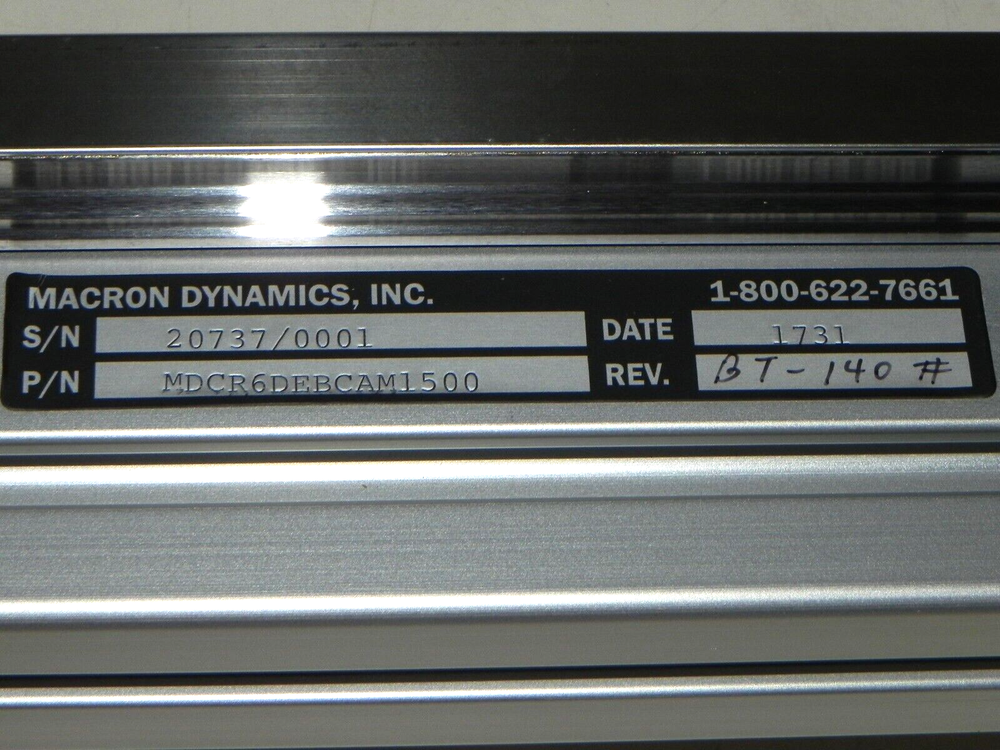 MACRON DYNAMICS, INC. 1-800-622-7661
S/N 20737/0001 DATE 1731
P/N MDCR6DEBCAM1500 REV. BT-140#